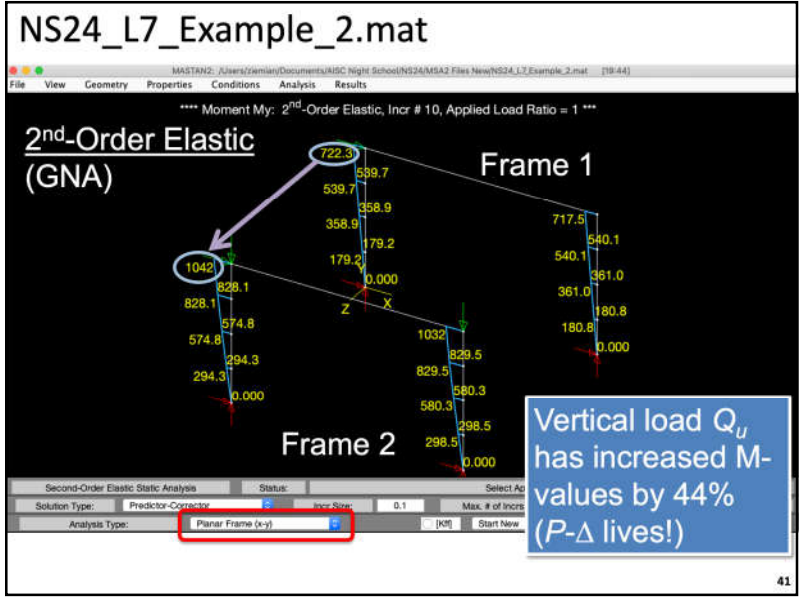 NS24_L7_Example_2.mat
MASTAN2: /Users/ziemian/Documents/AISC Night School/NS24/MSA2 Files New/NS24_L7_Example_2.mat [19:44]
File View Geometry Properties Conditions Analysis Results
**** Moment My: 2nd-Order Elastic, Incr # 10, Applied Load Ratio = 1 ***
2nd-Order Elastic
(GNA)
Frame 1
722.3
539.7
539.7
358.9
358.9
179.2
179.2
0.000
Y
X
Z
717.5
540.1
540.1
361.0
361.0
180.8
180.8
0.000
1042
828.1
828.1
574.8
574.8
294.3
294.3
0.000
1032
829.5
829.5
580.3
580.3
298.5
298.5
0.000
Frame 2
Vertical load Qu
has increased M-
values by 44%
(P-Δ lives!)
Second-Order Elastic Static Analysis Status: Select Ap
Solution Type: Predictor-Corrector Incr Size: 0.1 Max. # of Incrs
Analysis Type: Planar Frame (x-y) [Kff] Start New
41